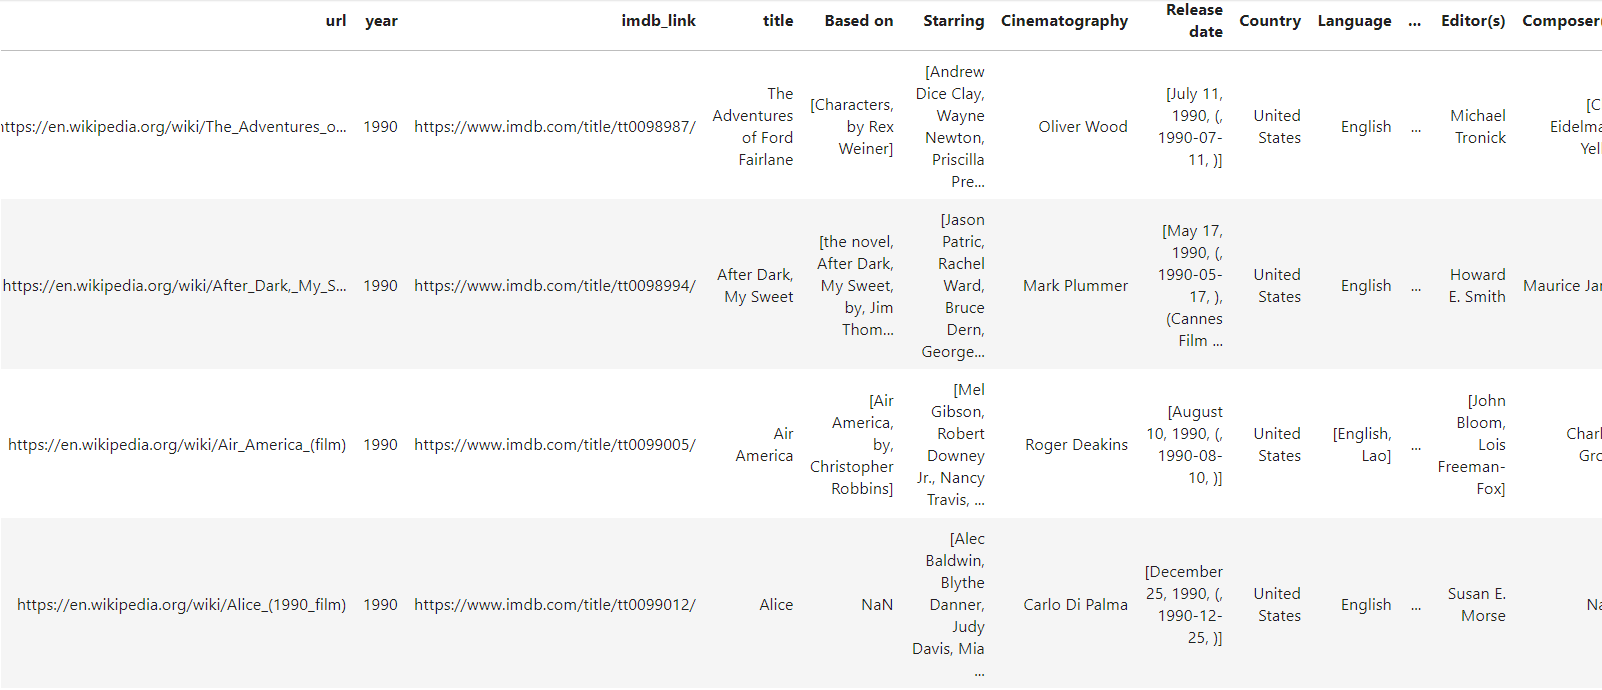 url
year
imdb_link
title
Based on
Starring
Cinematography
Release
date
Country
Language
...
Editor(s)
Composer(
ttps://en.wikipedia.org/wiki/The_Adventures_o...
1990
https://www.imdb.com/title/tt0098987/
The
Adventures
of Ford
Fairlane
[Characters,
by Rex
Weiner]
[Andrew
Dice Clay,
Wayne
Newton,
Priscilla
Pre...
Oliver Wood
[July 11,
1990, (,
1990-07-
11, )]
United
States
English
...
Michael
Tronick
[C
Eidelma
Yel
https://en.wikipedia.org/wiki/After_Dark,_My_S...
1990
https://www.imdb.com/title/tt0098994/
After Dark,
My Sweet
[the novel,
After Dark,
My Sweet,
by, Jim
Thom...
[Jason
Patric,
Rachel
Ward,
Bruce
Dern,
George...
Mark Plummer
[May 17,
1990, (,
1990-05-
17, ),
(Cannes
Film ...
United
States
English
...
Howard
E. Smith
Maurice Jar
https://en.wikipedia.org/wiki/Air_America_(film)
1990
https://www.imdb.com/title/tt0099005/
Air
America
[Air
America,
by,
Christopher
Robbins]
[Mel
Gibson,
Robert
Downey
Jr., Nancy
Travis, ...
Roger Deakins
[August
10, 1990, (,
1990-08-
10, )]
United
States
[English,
Lao]
...
[John
Bloom,
Lois
Freeman-
Fox]
Charl
Gro
https://en.wikipedia.org/wiki/Alice_(1990_film)
1990
https://www.imdb.com/title/tt0099012/
Alice
NaN
[Alec
Baldwin,
Blythe
Danner,
Judy
Davis, Mia
...
Carlo Di Palma
[December
25, 1990, (,
1990-12-
25, )]
United
States
English
...
Susan E.
Morse
Na